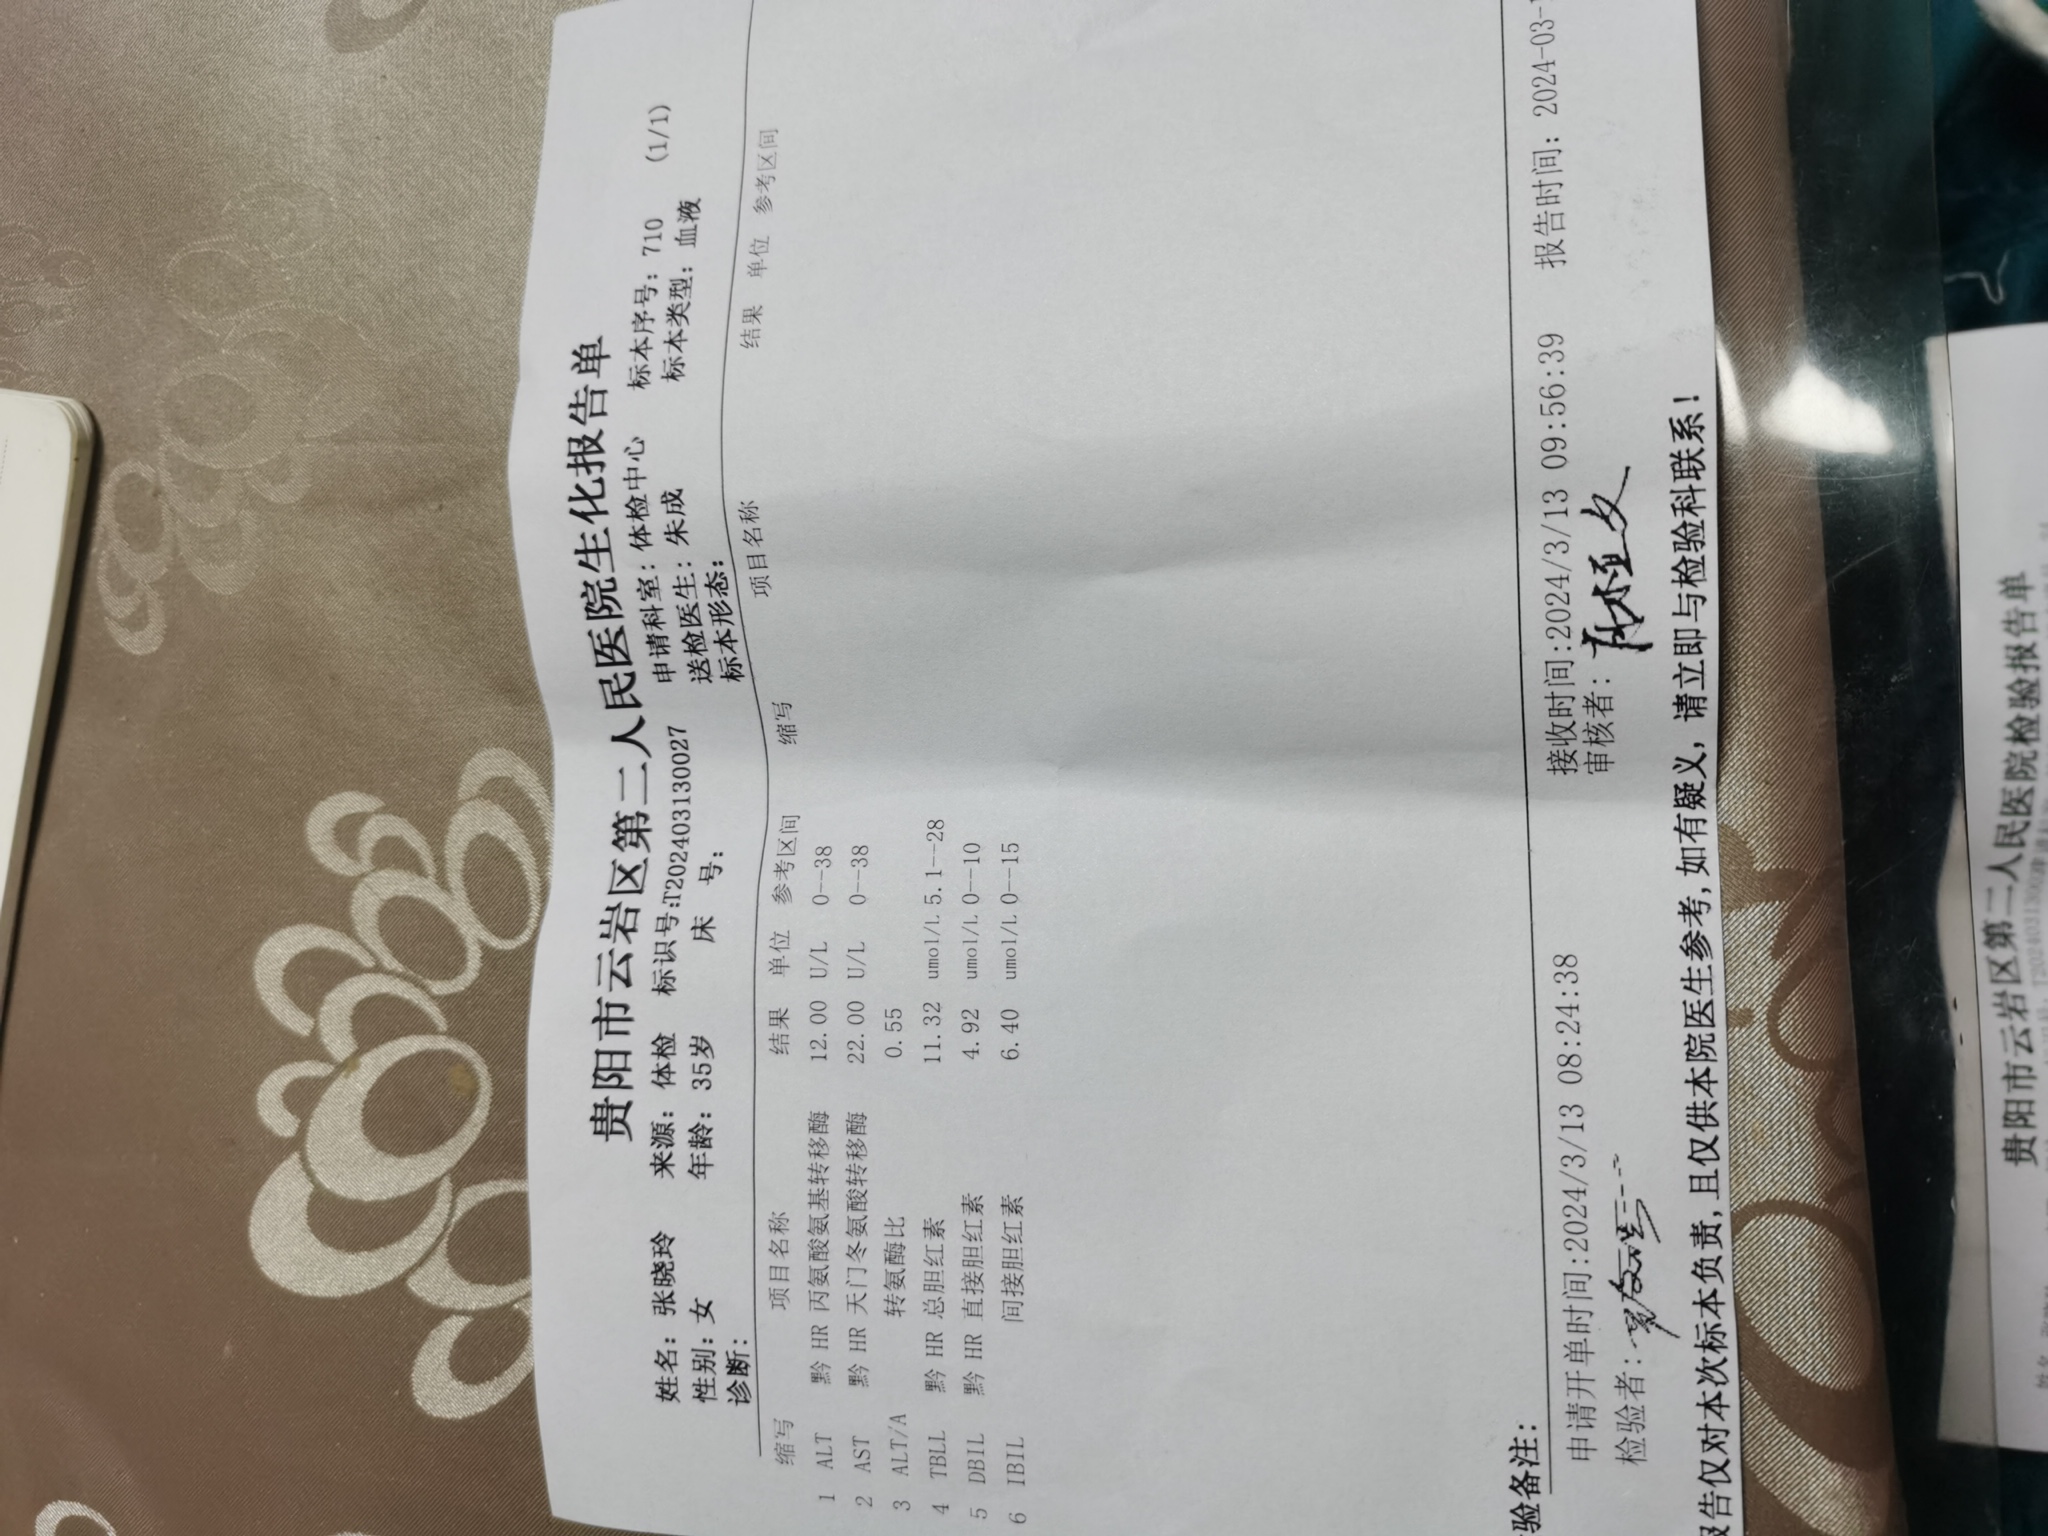 贵阳市云岩区第二人民医院生化报告单
姓名：张晓玲 来源：体检 标识号:T202403130027 申请科室：体检中心 标本序号：710 (1/1)
性别：女 年龄：35岁 床 号： 送检医生：朱成 标本类型：血液
诊断： 标本形态：
缩写 项目名称 结果 单位 参考区间 缩写 项目名称 结果 单位 参考区间
1 ALT 黔 HR 丙氨酸氨基转移酶 12.00 U/L 0--38
2 AST 黔 HR 天门冬氨酸转移酶 22.00 U/L 0--38
3 ALT/A 转氨酶比 0.55
4 TBLL 黔 HR 总胆红素 11.32 umol/L 5.1--28
5 DBIL 黔 HR 直接胆红素 4.92 umol/L 0--10
6 IBIL 间接胆红素 6.40 umol/L 0--15
验备注：
申请开单时间:2024/3/13 08:24:38 接收时间:2024/3/13 09:56:39 报告时间：2024-03-
检验者： 审核者：
报告仅对本次标本负责,且仅供本院医生参考,如有疑义，请立即与检验科联系！
贵阳市云岩区第二人民医院检验报告单